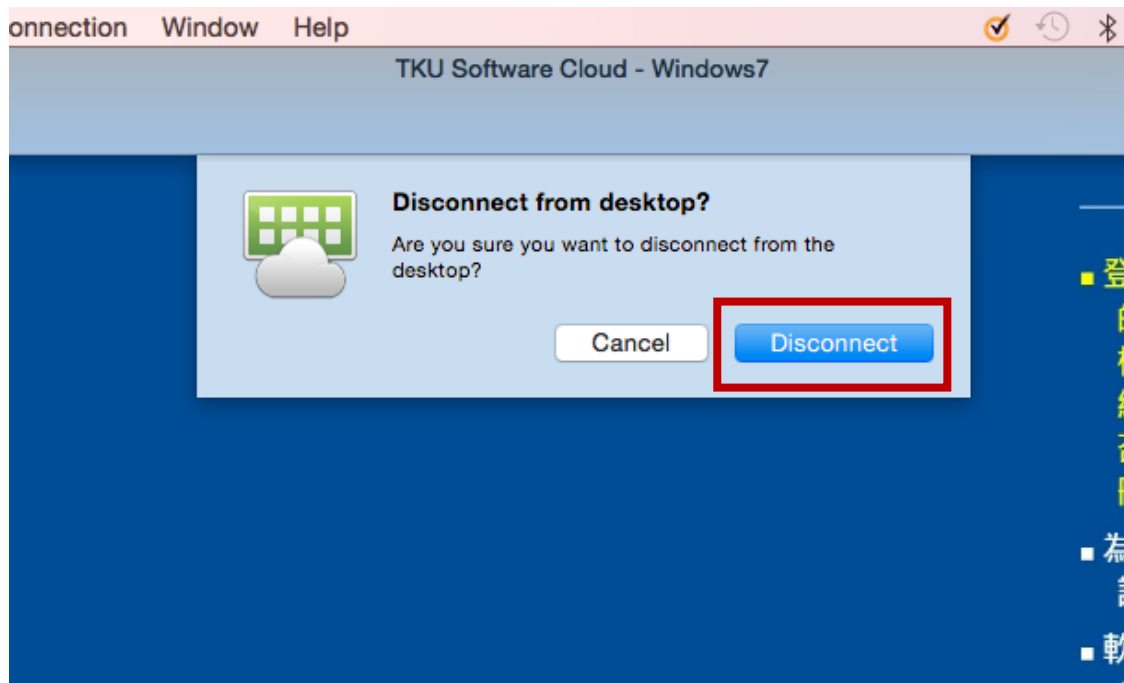 onnection Window Help
TKU Software Cloud - Windows7
Disconnect from desktop?
Are you sure you want to disconnect from the
desktop?
Cancel Disconnect
登
為
軟